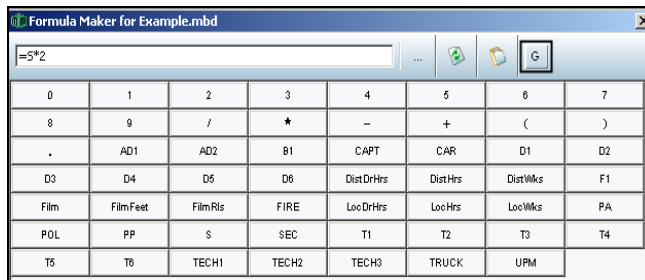 Formula Maker for Example.mbd
=S*2
... G
0 1 2 3 4 5 6 7
8 9 / * - + ( )
. AD1 AD2 B1 CAPT CAR D1 D2
D3 D4 D5 D6 DistDrHrs DistHrs DistWks F1
Film FilmFeet FilmRls FIRE LocDrHrs LocHrs LocWks PA
POL PP S SEC T1 T2 T3 T4
T5 T6 TECH1 TECH2 TECH3 TRUCK UPM